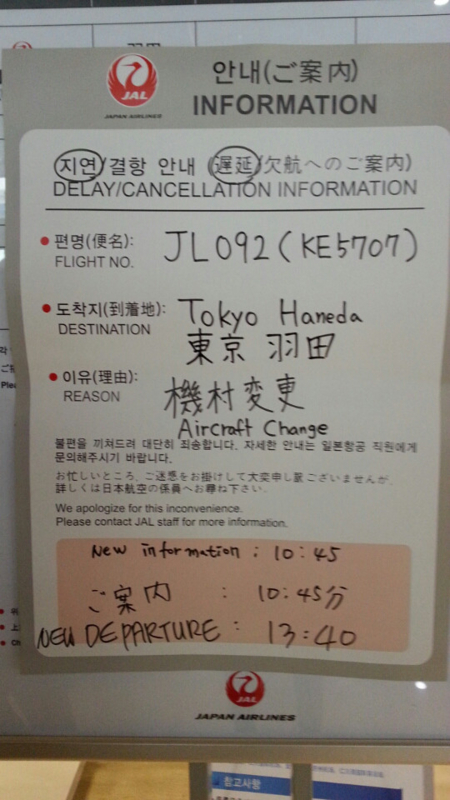 JAL
JAPAN AIRLINES
안내(ご案内)
INFORMATION
지연/결항 안내 (遅延/欠航へのご案内)
DELAY/CANCELLATION INFORMATION
편명(便名): JL092(KE5707)
FLIGHT NO.
도착지(到着地): Tokyo Haneda
DESTINATION 東京 羽田
이유(理由): 機材変更
REASON
Aircraft Change
불편을 끼쳐드려 대단히 죄송합니다. 자세한 안내는 일본항공 직원에게
문의해주시기 바랍니다.
お忙しいところ、ご迷惑をお掛けして大変申し訳ございませんが、
詳しくは日本航空の係員へお尋ね下さい。
We apologize for this inconvenience.
Please contact JAL staff for more information.
New information : 10:45
ご案内 : 10:45分
NEW DEPARTURE : 13:40
JAL
JAPAN AIRLINES
참고사항